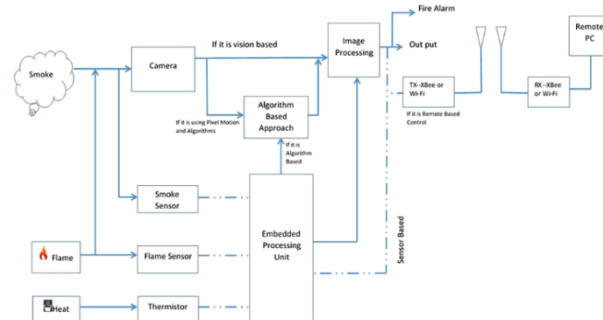 Fire Alarm
Remote
PC
If it is vision based
Image
Processing
Out put
Camera
Smoke
TX-XBee or
Wi-Fi
RX-XBee
or Wi-Fi
Algorithm
Based
Approach
If it is using Pixel Motion
and Algorithms
If it is Remote Based
Control
If it is
Algorithm
Based
Smoke
Sensor
Embedded
Processing
Unit
Sensor Based
Flame
Flame Sensor
Heat
Thermistor